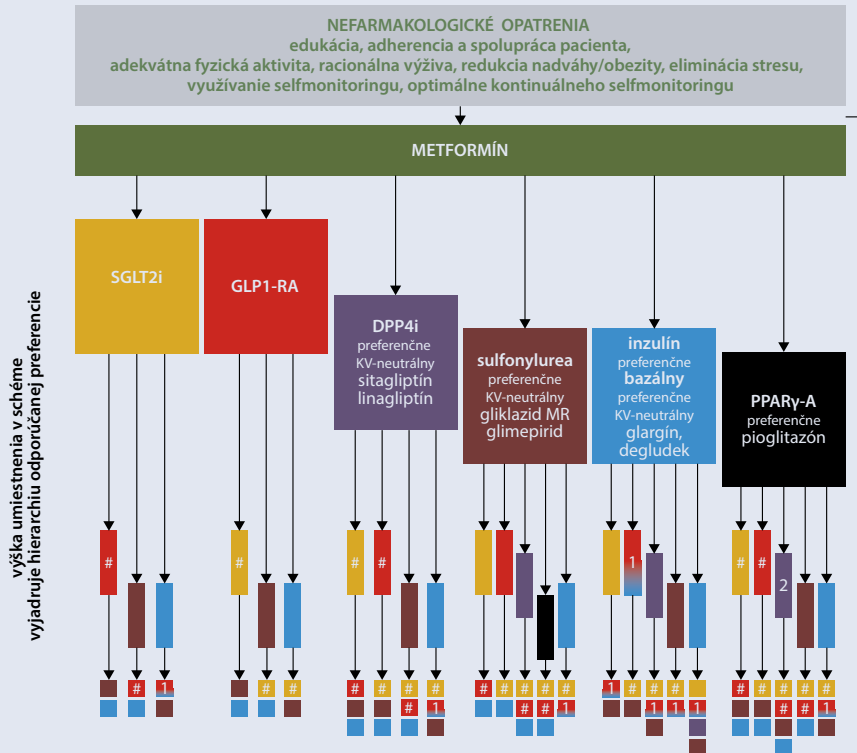 NEFARMAKOLOGICKÉ OPATRENIA
edukácia, adherencia a spolupráca pacienta,
adekvátna fyzická aktivita, racionálna výživa, redukcia nadváhy/obezity, eliminácia stresu,
využívanie selfmonitoringu, optimálne kontinuálneho selfmonitoringu
METFORMÍN
výška umiestnenia v schéme
vyjadruje hierarchiu odporúčanej preferencie
SGLT2i
GLP1-RA
DPP4i
preferenčne
KV-neutrálny
sitagliptín
linagliptín
sulfonylurea
preferenčne
KV-neutrálny
gliklazid MR
glimepirid
inzulín
preferenčne
bazálny
preferenčne
KV-neutrálny
glargín,
degludek
PPARγ-A
preferenčne
pioglitazón
# # # # 1 # # 2
# 1 # # # # # # # # # # 1 # # # # # # #
# 1 # # 1 1 1 1 # # 1